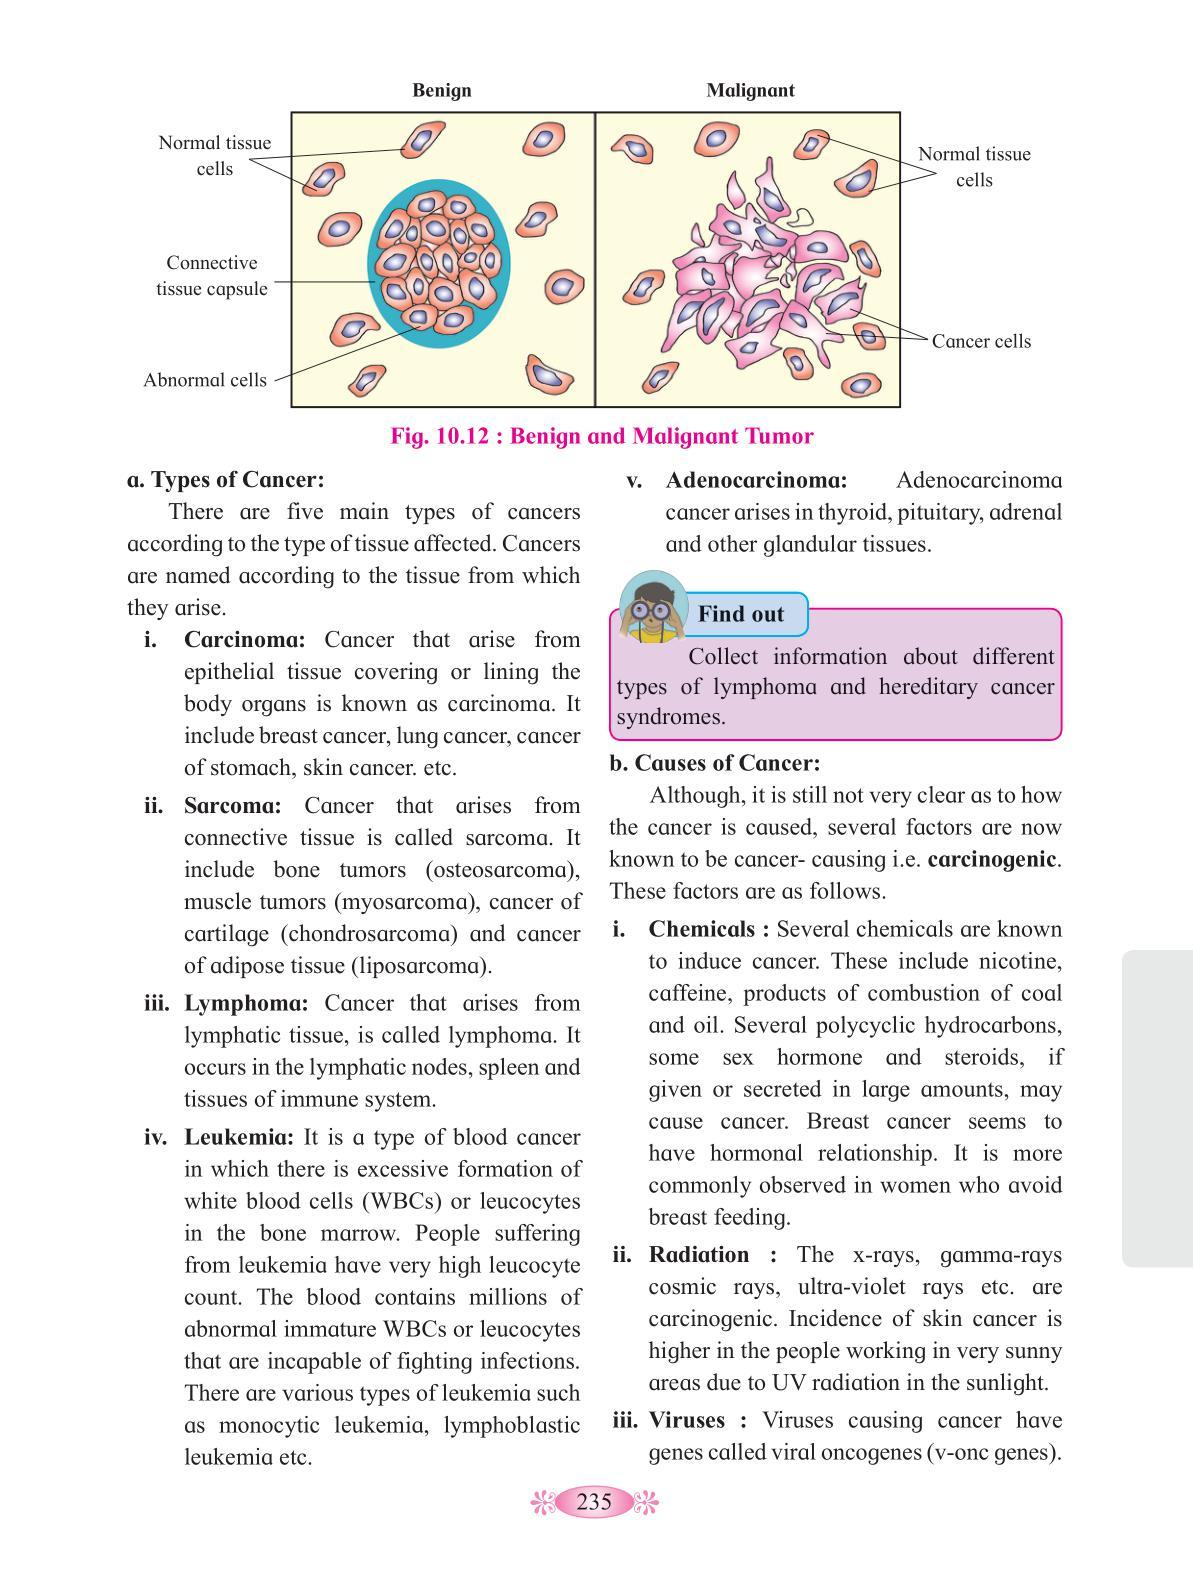 Benign
Malignant
Normal tissue
cells
Connective
tissue capsule
Abnormal cells
Normal tissue
cells
Cancer cells
Fig. 10.12 : Benign and Malignant Tumor
a. Types of Cancer:
There are five main types of cancers
according to the type of tissue affected. Cancers
are named according to the tissue from which
they arise.
i. Carcinoma: Cancer that arise from
epithelial tissue covering or lining the
body organs is known as carcinoma. It
include breast cancer, lung cancer, cancer
of stomach, skin cancer. etc.
ii. Sarcoma: Cancer that arises from
connective tissue is called sarcoma. It
include bone tumors (osteosarcoma),
muscle tumors (myosarcoma), cancer of
cartilage (chondrosarcoma) and cancer
of adipose tissue (liposarcoma).
iii. Lymphoma: Cancer that arises from
lymphatic tissue, is called lymphoma. It
occurs in the lymphatic nodes, spleen and
tissues of immune system.
iv. Leukemia: It is a type of blood cancer
in which there is excessive formation of
white blood cells (WBCs) or leucocytes
in the bone marrow. People suffering
from leukemia have very high leucocyte
count. The blood contains millions of
abnormal immature WBCs or leucocytes
that are incapable of fighting infections.
There are various types of leukemia such
as monocytic leukemia, lymphoblastic
leukemia etc.
v. Adenocarcinoma: Adenocarcinoma
cancer arises in thyroid, pituitary, adrenal
and other glandular tissues.
Find out
Collect information about different
types of lymphoma and hereditary cancer
syndromes.
b. Causes of Cancer:
Although, it is still not very clear as to how
the cancer is caused, several factors are now
known to be cancer- causing i.e. carcinogenic.
These factors are as follows.
i. Chemicals : Several chemicals are known
to induce cancer. These include nicotine,
caffeine, products of combustion of coal
and oil. Several polycyclic hydrocarbons,
some sex hormone and steroids, if
given or secreted in large amounts, may
cause cancer. Breast cancer seems to
have hormonal relationship. It is more
commonly observed in women who avoid
breast feeding.
ii. Radiation : The x-rays, gamma-rays
cosmic rays, ultra-violet rays etc. are
carcinogenic. Incidence of skin cancer is
higher in the people working in very sunny
areas due to UV radiation in the sunlight.
iii. Viruses : Viruses causing cancer have
genes called viral oncogenes (v-onc genes).
235